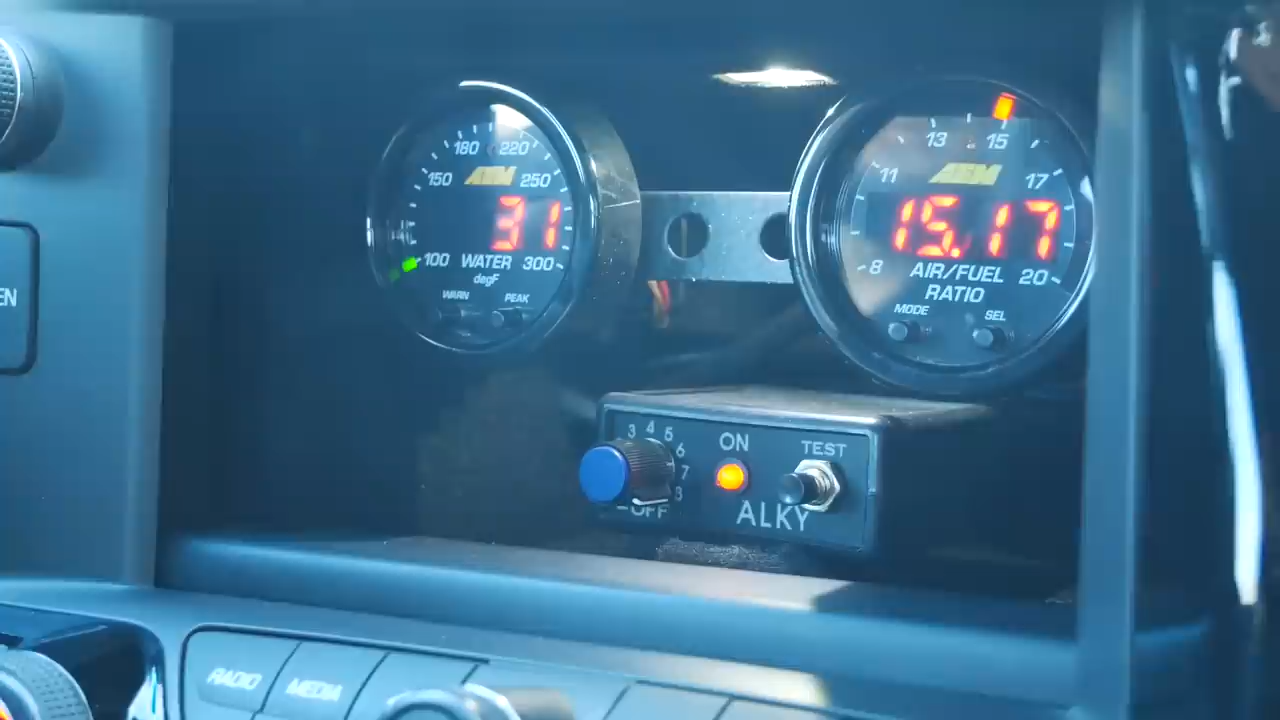 180 220
150 AEM 250
31
100 WATER 300
degF
WARN PEAK
13 15
11 AEM 17
15.17
8 AIR/FUEL 20
RATIO
MODE SEL
3 4 5 6 7 8
OFF
ON
TEST
ALKY
EN
RADIO
MEDIA